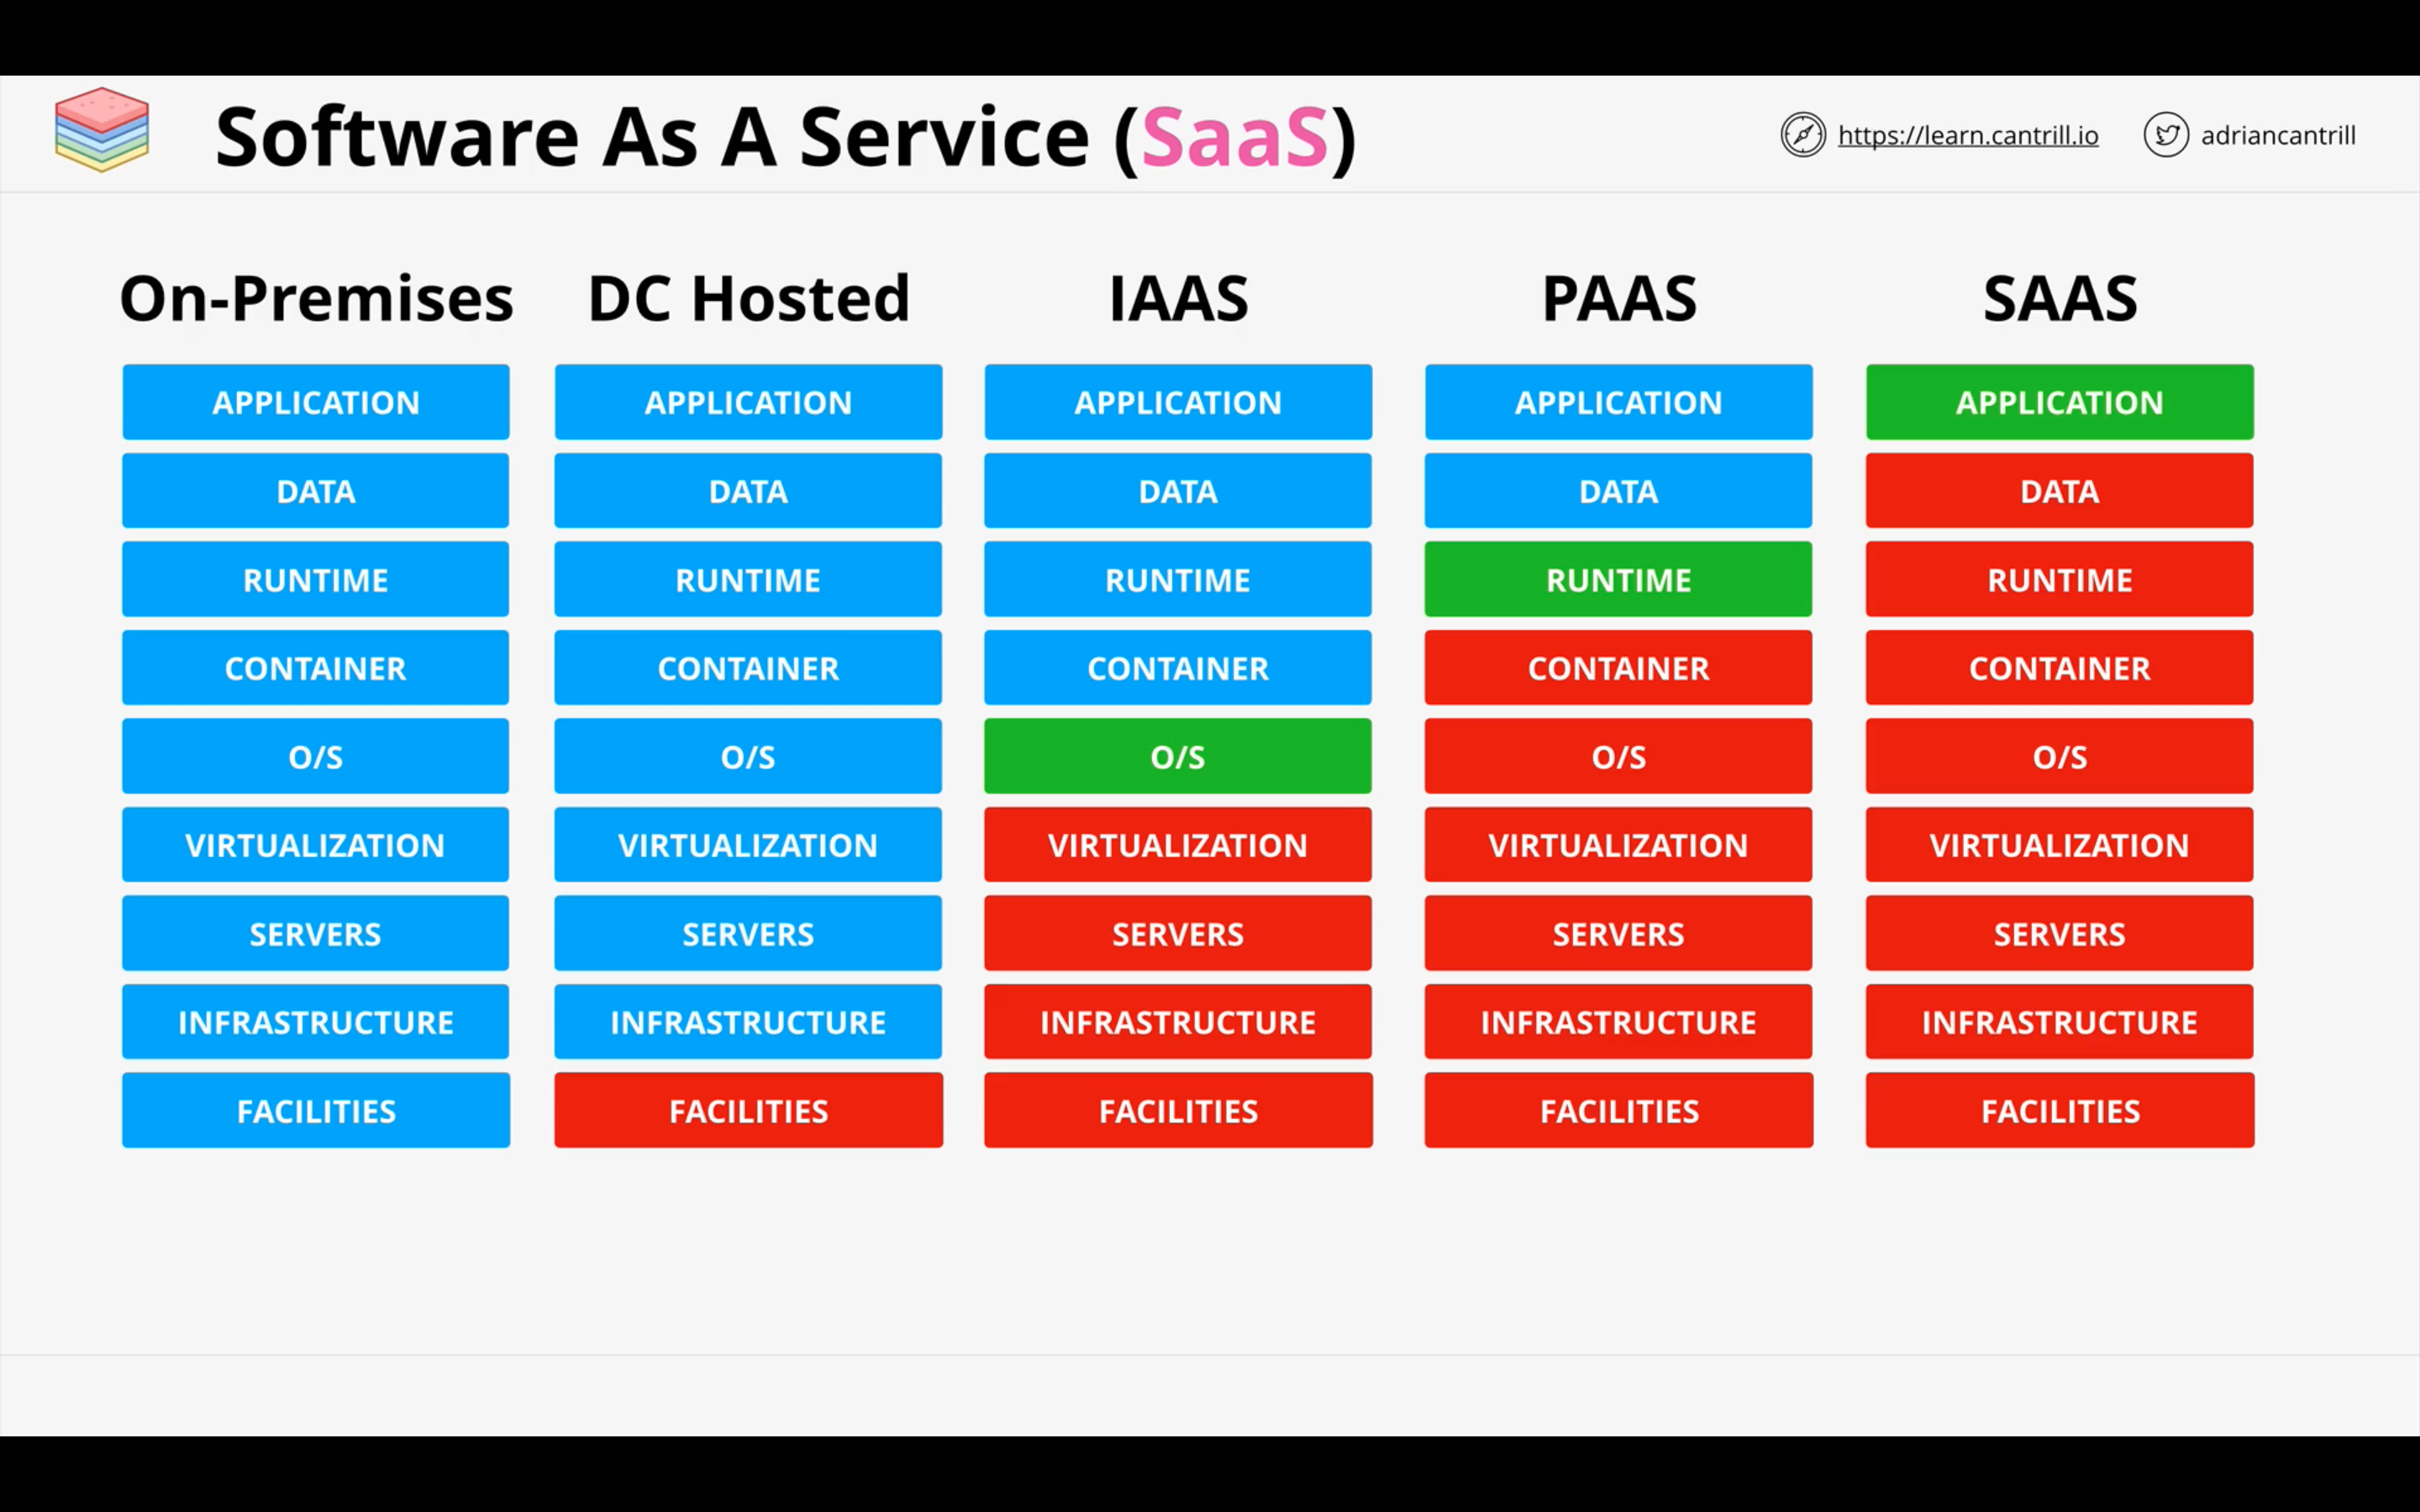 Software As A Service (SaaS)
https://learn.cantrill.io
adriancantrill
On-Premises DC Hosted IAAS PAAS SAAS
APPLICATION APPLICATION APPLICATION APPLICATION APPLICATION
DATA DATA DATA DATA DATA
RUNTIME RUNTIME RUNTIME RUNTIME RUNTIME
CONTAINER CONTAINER CONTAINER CONTAINER CONTAINER
O/S O/S O/S O/S O/S
VIRTUALIZATION VIRTUALIZATION VIRTUALIZATION VIRTUALIZATION VIRTUALIZATION
SERVERS SERVERS SERVERS SERVERS SERVERS
INFRASTRUCTURE INFRASTRUCTURE INFRASTRUCTURE INFRASTRUCTURE INFRASTRUCTURE
FACILITIES FACILITIES FACILITIES FACILITIES FACILITIES